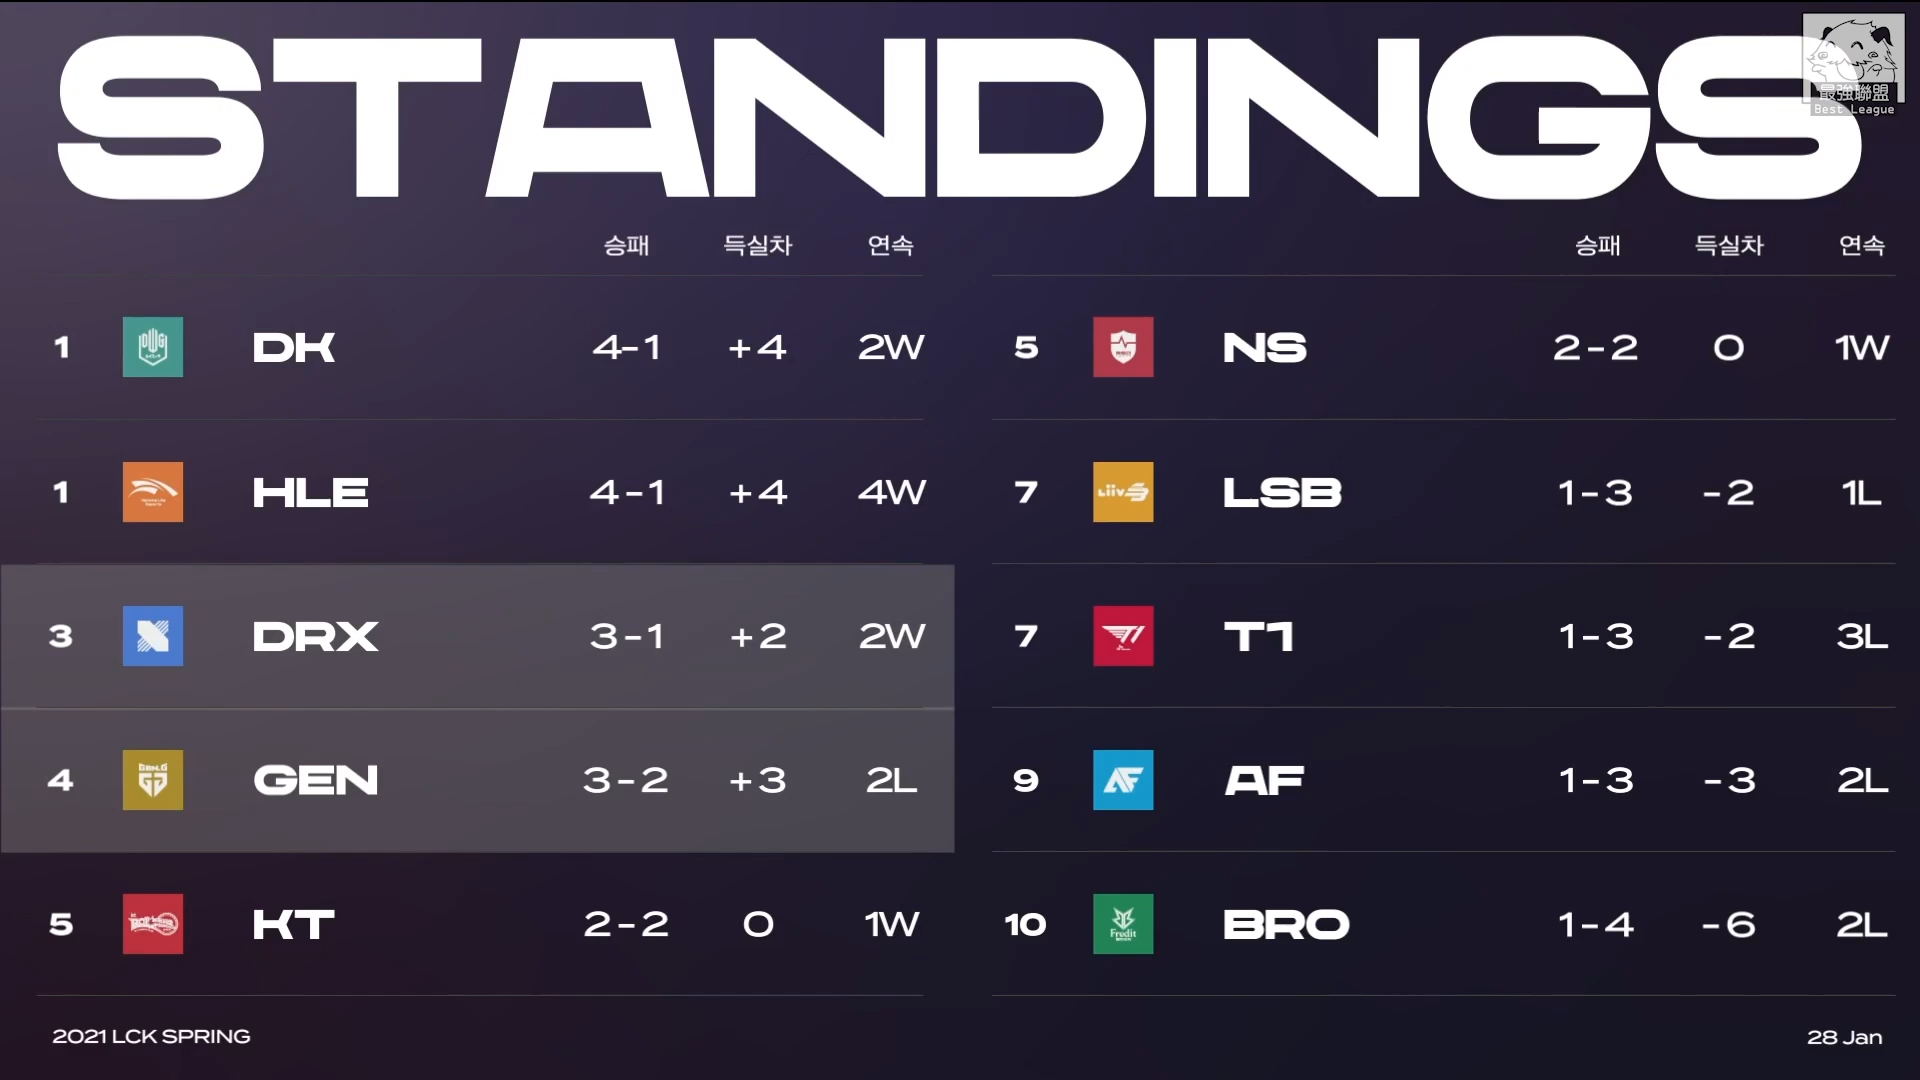 STANDINGS
最強聯盟
Best League
승패 득실차 연속
1 DK 4-1 +4 2W
1 HLE 4-1 +4 4W
3 DRX 3-1 +2 2W
4 GEN 3-2 +3 2L
5 KT 2-2 0 1W
승패 득실차 연속
5 NS 2-2 0 1W
7 Liiv LSB 1-3 -2 1L
7 T1 1-3 -2 3L
9 AF AF 1-3 -3 2L
10 Fredit BRO 1-4 -6 2L
2021 LCK SPRING
28 Jan